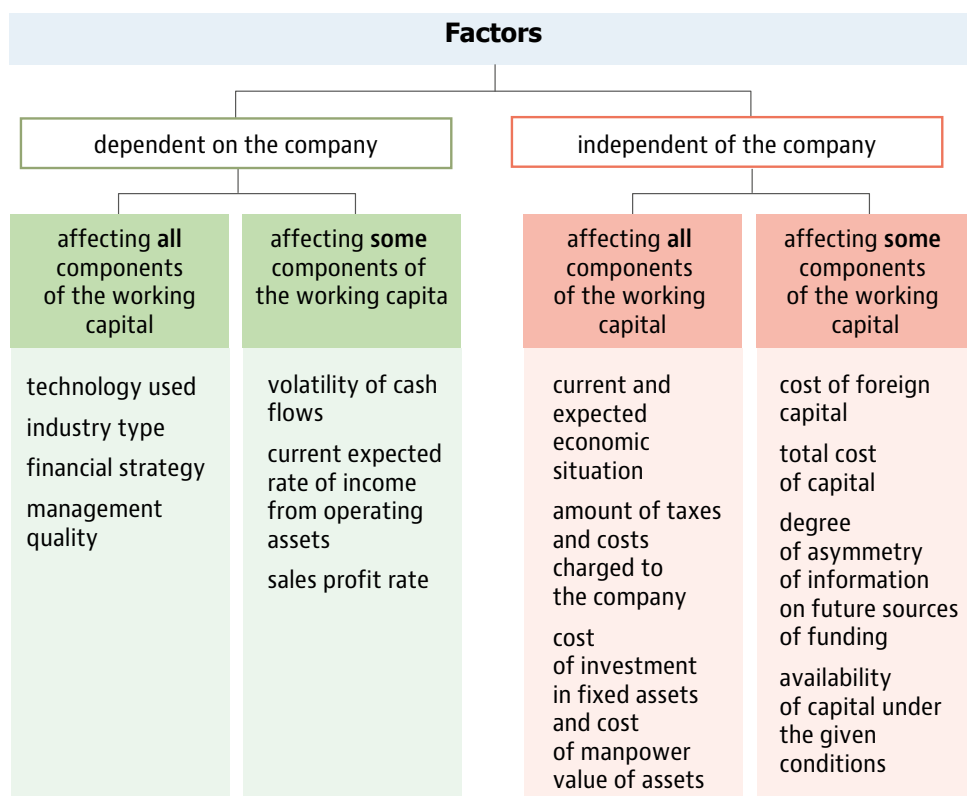 Factors
dependent on the company
independent of the company
affecting all
components
of the working
capital
affecting some
components of
the working capita
affecting all
components
of the working
capital
affecting some
components
of the working
capital
technology used
industry type
financial strategy
management
quality
volatility of cash
flows
current expected
rate of income
from operating
assets
sales profit rate
current and
expected
economic
situation
amount of taxes
and costs
charged to
the company
cost
of investment
in fixed assets
and cost
of manpower
value of assets
cost of foreign
capital
total cost
of capital
degree
of asymmetry
of information
on future sources
of funding
availability
of capital under
the given
conditions